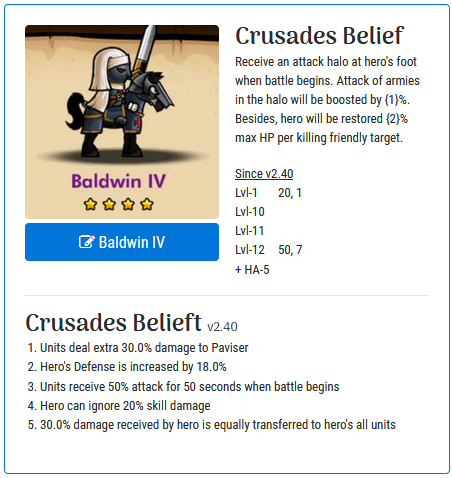 Crusades Belief
Receive an attack halo at hero's foot
when battle begins. Attack of armies
in the halo will be boosted by {1}%.
Besides, hero will be restored {2}%
max HP per killing friendly target.
Since v2.40
Lvl-1 20, 1
Lvl-10
Lvl-11
Lvl-12 50, 7
+ HA-5
Baldwin IV
Baldwin IV
Crusades Belieft v2.40
1. Units deal extra 30.0% damage to Paviser
2. Hero's Defense is increased by 18.0%
3. Units receive 50% attack for 50 seconds when battle begins
4. Hero can ignore 20% skill damage
5. 30.0% damage received by hero is equally transferred to hero's all units